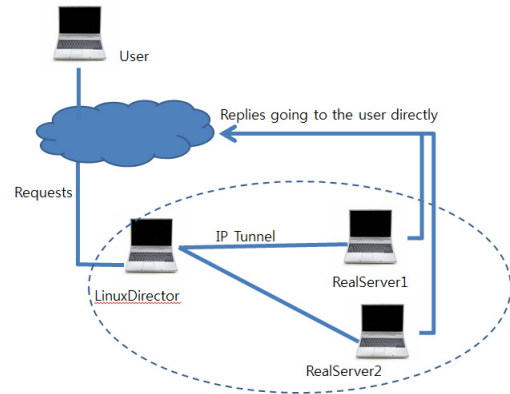 User
Replies going to the user directly
Requests
IP Tunnel
LinuxDirector
RealServer1
RealServer2